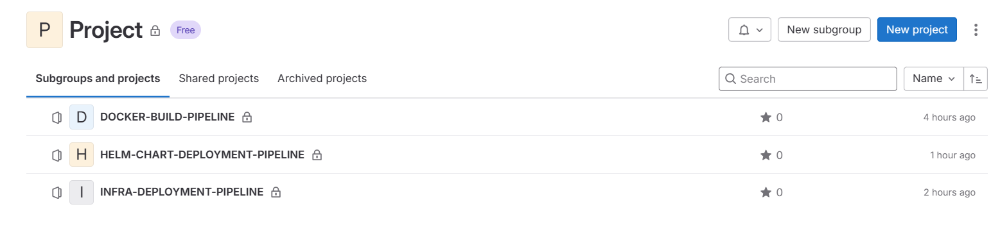 P Project Free New subgroup New project
Subgroups and projects Shared projects Archived projects Search Name
D DOCKER-BUILD-PIPELINE 0 4 hours ago
H HELM-CHART-DEPLOYMENT-PIPELINE 0 1 hour ago
I INFRA-DEPLOYMENT-PIPELINE 0 2 hours ago